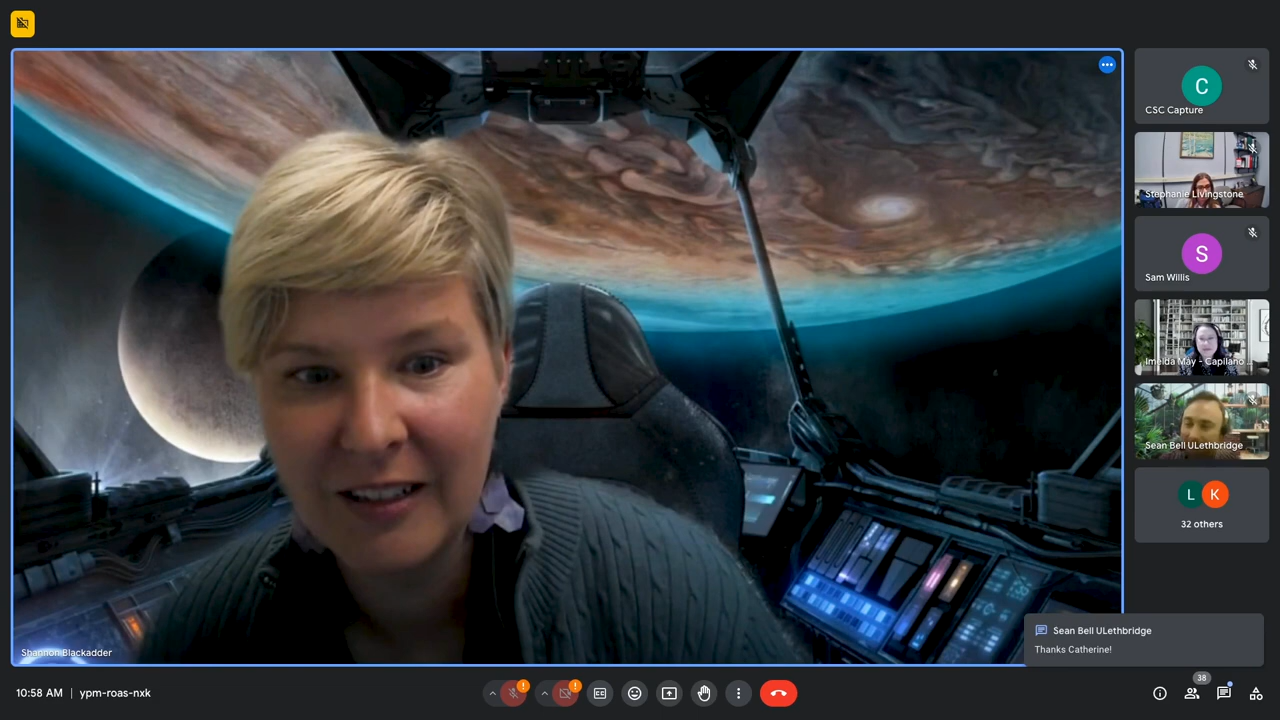 C
CSC Capture
Stephanie Livingstone
S
Sam Willis
Imelda May - Capilano
Sean Bell ULethbridge
L K
32 others
Shannon Blackadder
Sean Bell ULethbridge
Thanks Catherine!
10:58 AM | ypm-roas-nxk
38